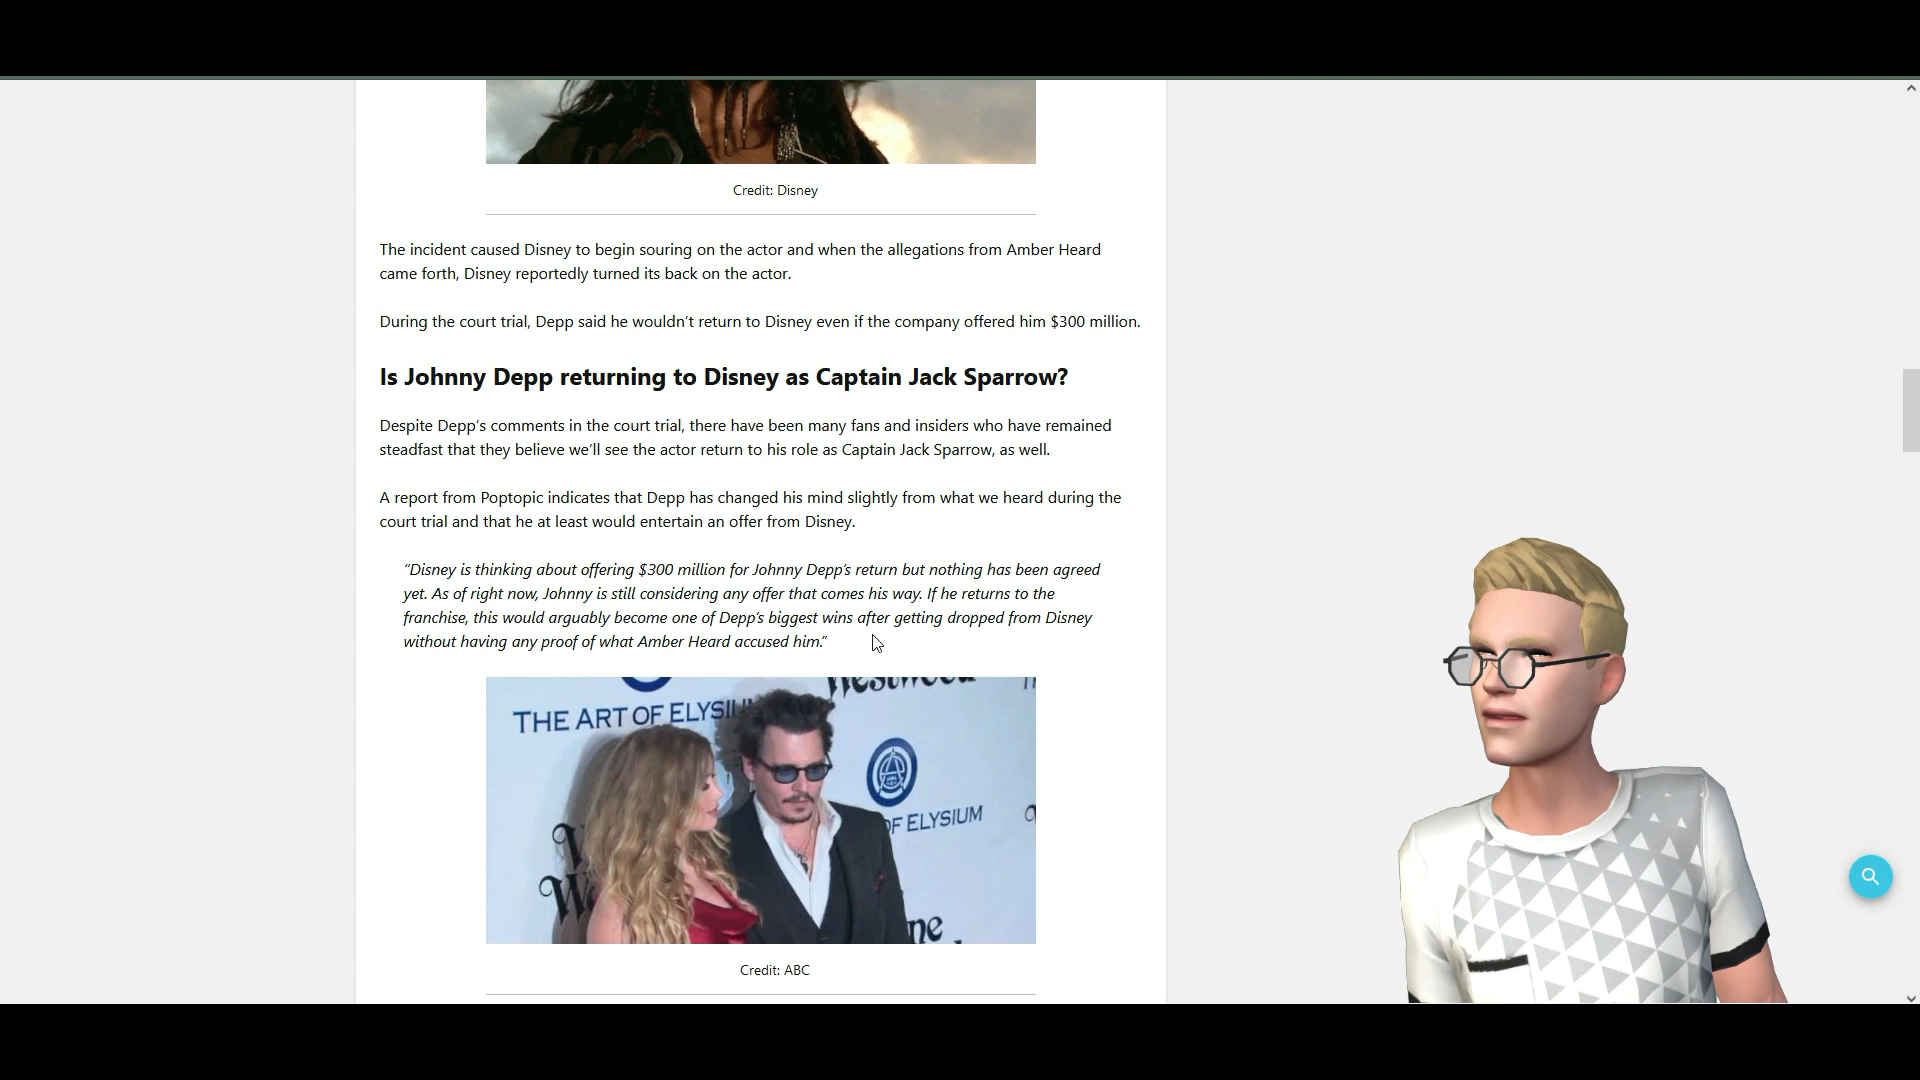 Credit: Disney
The incident caused Disney to begin souring on the actor and when the allegations from Amber Heard
came forth, Disney reportedly turned its back on the actor.
During the court trial, Depp said he wouldn’t return to Disney even if the company offered him $300 million.
Is Johnny Depp returning to Disney as Captain Jack Sparrow?
Despite Depp’s comments in the court trial, there have been many fans and insiders who have remained
steadfast that they believe we’ll see the actor return to his role as Captain Jack Sparrow, as well.
A report from Poptopic indicates that Depp has changed his mind slightly from what we heard during the
court trial and that he at least would entertain an offer from Disney.
“Disney is thinking about offering $300 million for Johnny Depp’s return but nothing has been agreed
yet. As of right now, Johnny is still considering any offer that comes his way. If he returns to the
franchise, this would arguably become one of Depp’s biggest wins after getting dropped from Disney
without having any proof of what Amber Heard accused him.”
Westwood
THE ART OF ELYSIU
OF ELYSIUM
Credit: ABC